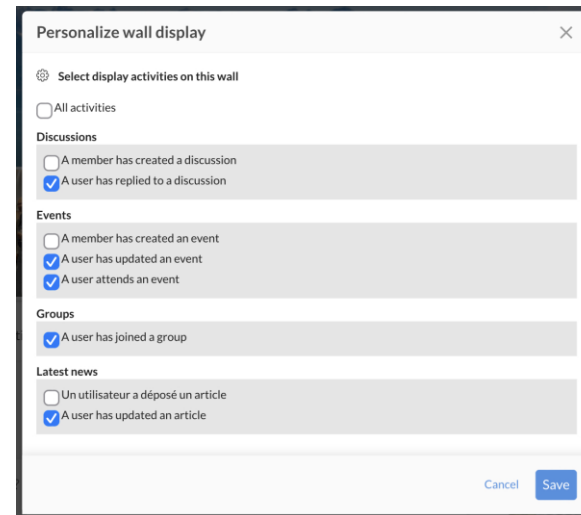 Personalize wall display
Select display activities on this wall
All activities
Discussions
A member has created a discussion
A user has replied to a discussion
Events
A member has created an event
A user has updated an event
A user attends an event
Groups
A user has joined a group
Latest news
Un utilisateur a déposé un article
A user has updated an article
Cancel
Save